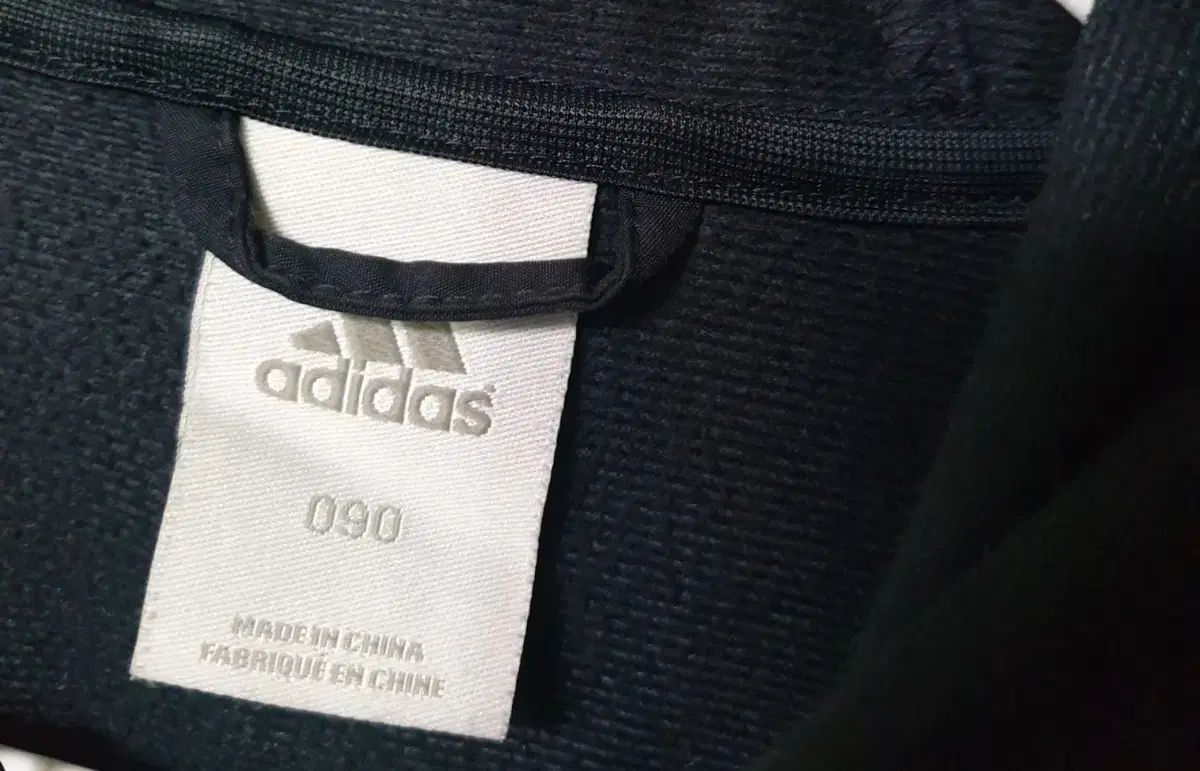 adidas
090
MADE IN CHINA
FABRIQUÉ EN CHINE